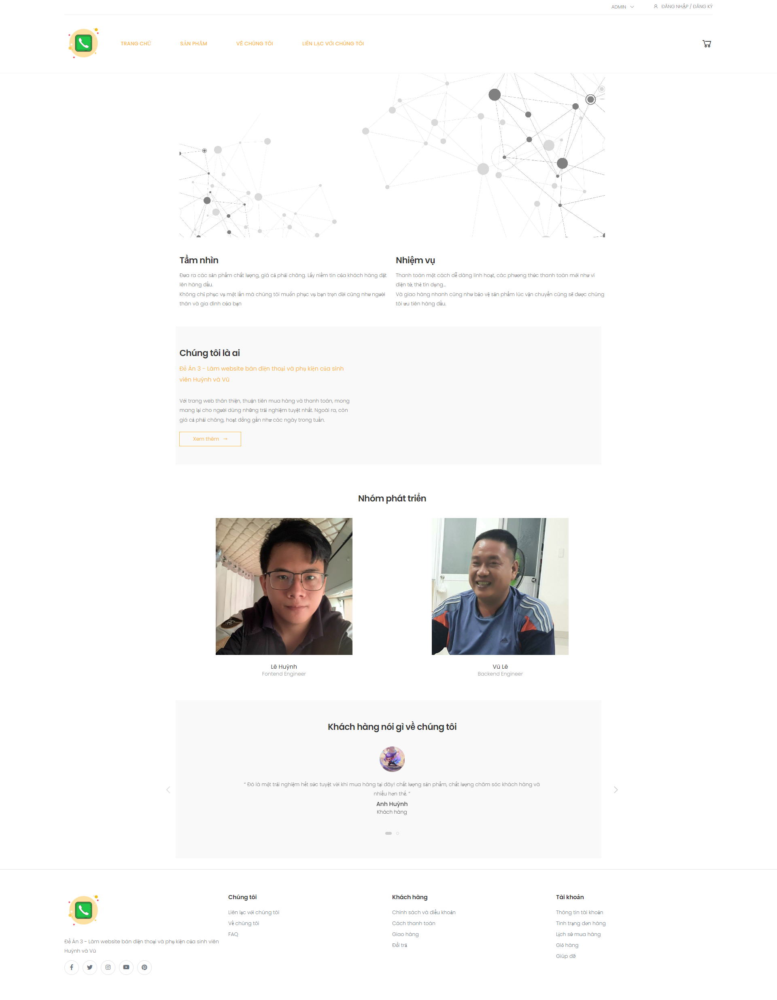 ADMIN
ĐĂNG NHẬP / ĐĂNG KÝ
TRANG CHỦ
SẢN PHẨM
VỀ CHÚNG TÔI
LIÊN LẠC VỚI CHÚNG TÔI
Tầm nhìn
Đưa ra các sản phẩm chất lượng, giá cả phải chăng. Lấy niềm tin của khách hàng đặt
lên hàng đầu.
Không chỉ phục vụ một lần mà chúng tôi muốn phục vụ bạn trọn đời cũng như người
thân và gia đình của bạn
Nhiệm vụ
Thanh toán một cách dễ dàng linh hoạt, các phương thức thanh toán mới như ví
điện tử, thẻ tín dụng...
Và giao hàng nhanh cũng như bảo vệ sản phẩm lúc vận chuyển cũng sẽ được chúng
tôi ưu tiên hàng đầu.
Chúng tôi là ai
Đồ Án 3 - Làm website bán điện thoại và phụ kiện của sinh
viên Huỳnh và Vũ
Với trang web thân thiện, thuận tiên mua hàng và thanh toán, mong
mang lại cho người dùng những trải nghiệm tuyệt nhất. Ngoài ra, còn
giá cả phải chăng, hoạt đồng gần như các ngày trong tuần.
Xem thêm →
Nhóm phát triển
Lê Huỳnh
Fontend Engineer
Vũ Lê
Backend Engineer
Khách hàng nói gì về chúng tôi
“ Đó là một trải nghiệm hết sức tuyệt vời khi mua hàng tại đây! chất lượng sản phẩm, chất lượng chăm sóc khách hàng và
nhiều hơn thế. ”
Anh Huỳnh
Khách hàng
Đồ Án 3 - Làm website bán điện thoại và phụ kiện của sinh viên
Huỳnh và Vũ
Chúng tôi
Liên lạc với chúng tôi
Về chúng tôi
FAQ
Khách hàng
Chính sách và điều khoản
Cách thanh toán
Giao hàng
Đổi trả
Tài khoản
Thông tin tài khoản
Tình trạng đơn hàng
Lịch sử mua hàng
Giỏ hàng
Giúp đỡ